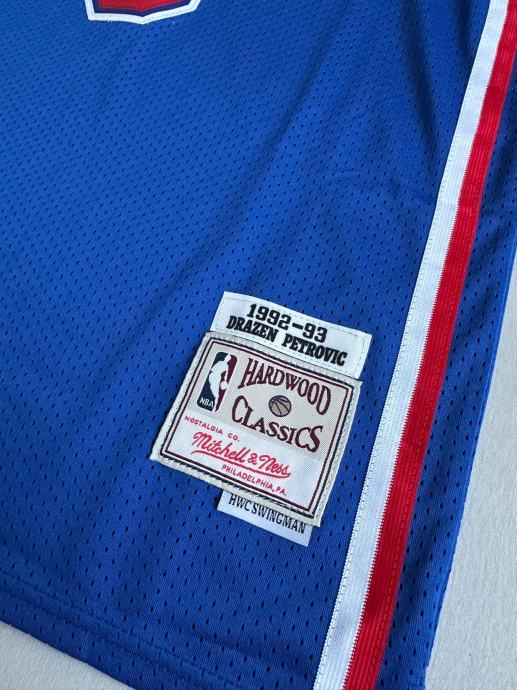 1992-93
DRAZEN PETROVIC
NBA
HARDWOOD
CLASSICS
NOSTALGIA CO.
Mitchell & Ness
PHILADELPHIA, PA.
HWC SWINGMAN